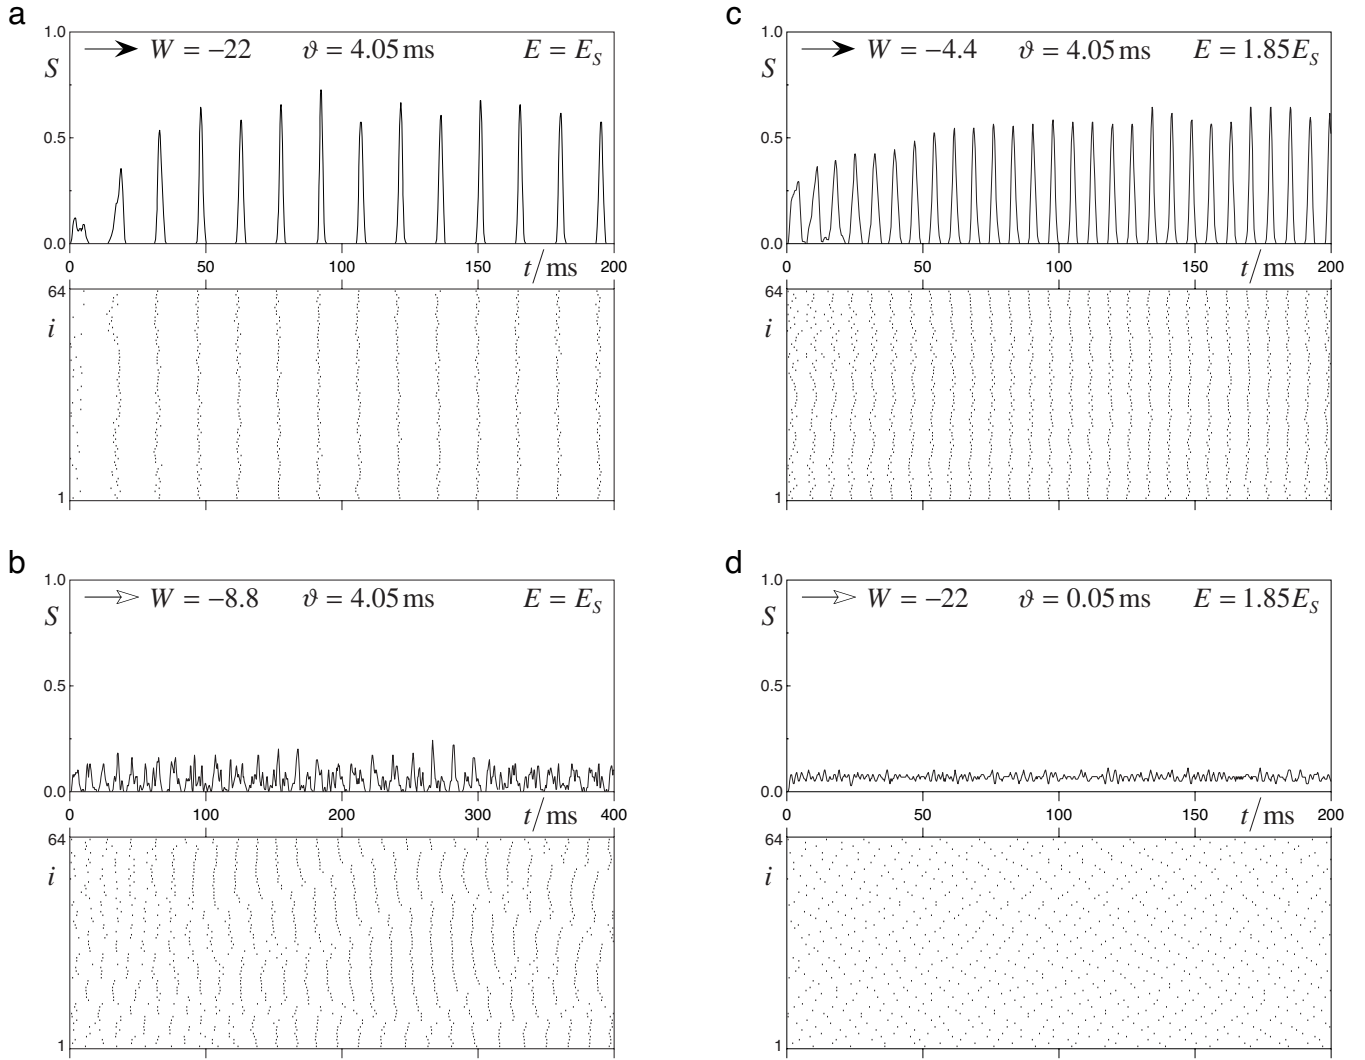 a
1.0
W = −22 ϑ = 4.05 ms E = E_S
S
0.5
0.0
0 50 100 150 200
t/ms
64
i
1
b
1.0
W = −8.8 ϑ = 4.05 ms E = E_S
S
0.5
0.0
0 100 200 300 400
t/ms
64
i
1
c
1.0
W = −4.4 ϑ = 4.05 ms E = 1.85E_S
S
0.5
0.0
0 50 100 150 200
t/ms
64
i
1
d
1.0
W = −22 ϑ = 0.05 ms E = 1.85E_S
S
0.5
0.0
0 50 100 150 200
t/ms
64
i
1